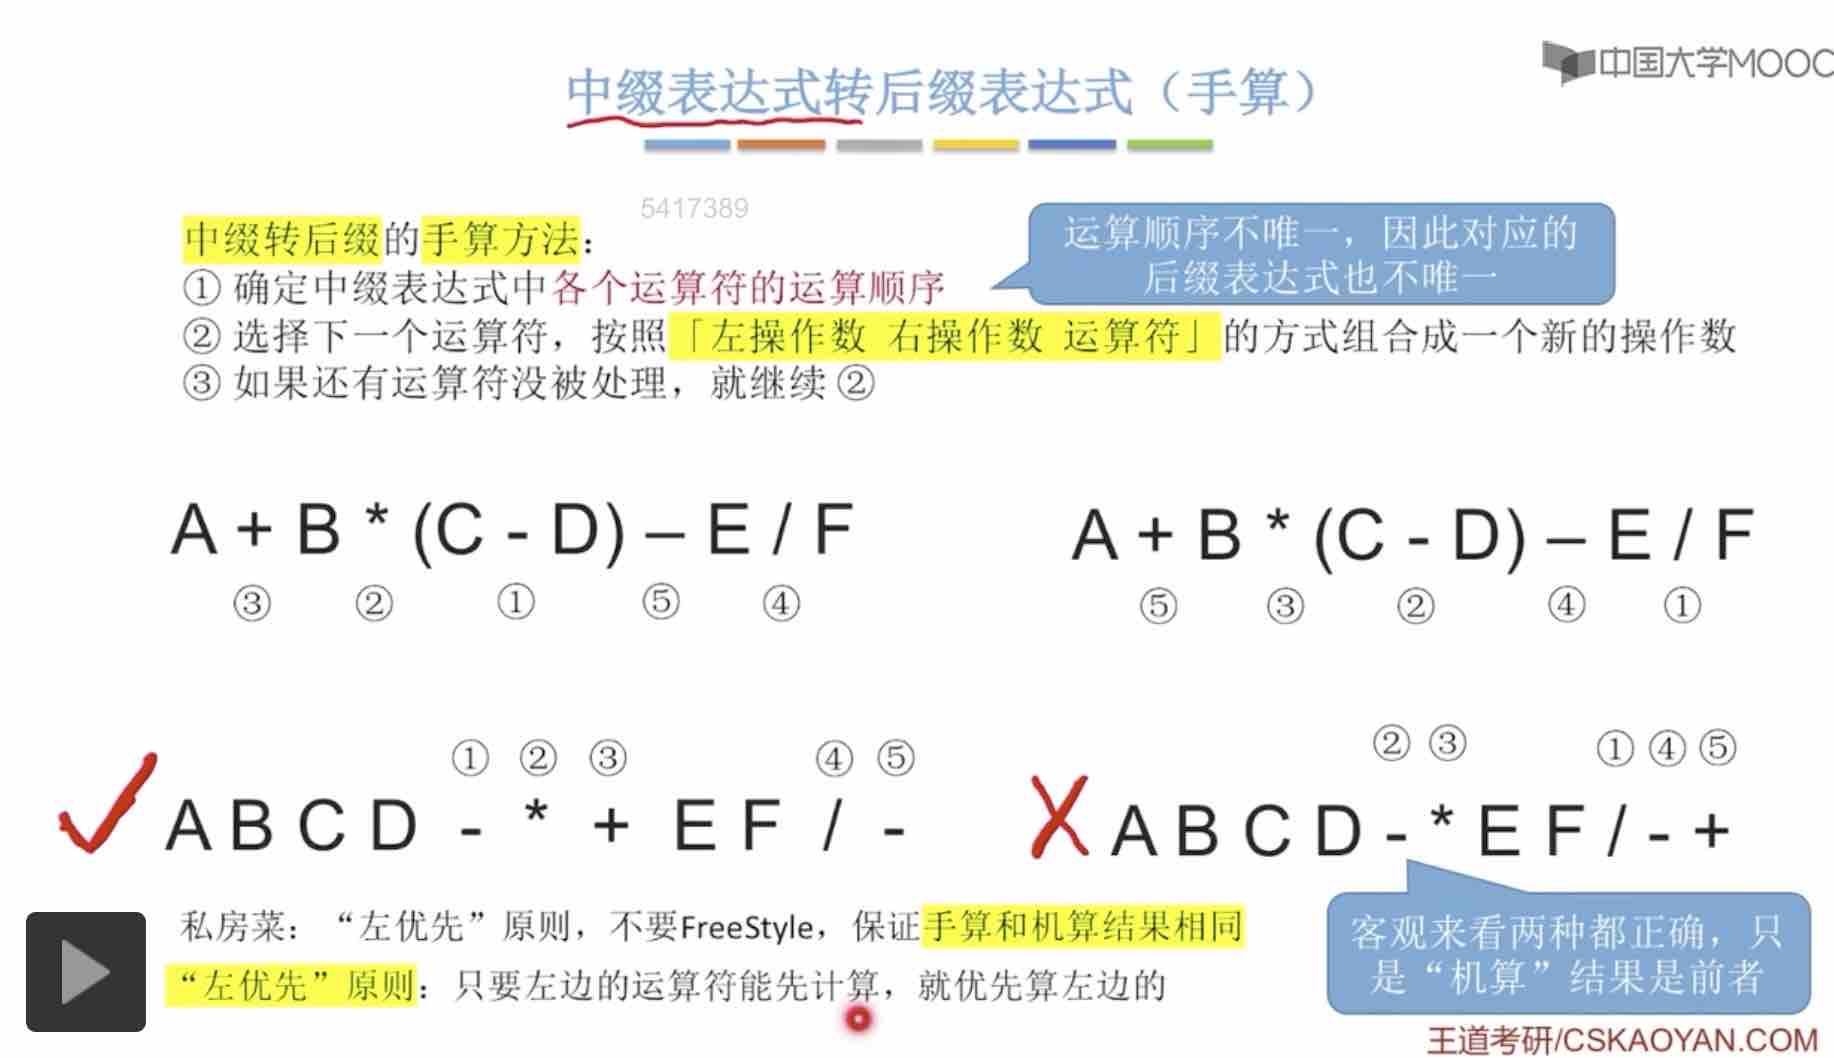 中国大学MOOC
中缀表达式转后缀表达式（手算）
5417389
中缀转后缀的手算方法：
① 确定中缀表达式中各个运算符的运算顺序
② 选择下一个运算符，按照「左操作数 右操作数 运算符」的方式组合成一个新的操作数
③ 如果还有运算符没被处理，就继续 ②
运算顺序不唯一，因此对应的
后缀表达式也不唯一
A + B * (C - D) – E / F
③ ② ① ⑤ ④
A + B * (C - D) – E / F
⑤ ③ ② ④ ①
① ② ③ ④ ⑤
A B C D - * + E F / -
② ③ ① ④ ⑤
A B C D - * E F / - +
私房菜：“左优先”原则，不要FreeStyle，保证手算和机算结果相同
“左优先”原则：只要左边的运算符能先计算，就优先算左边的
客观来看两种都正确，只
是“机算”结果是前者
王道考研/CSKAOYAN.COM